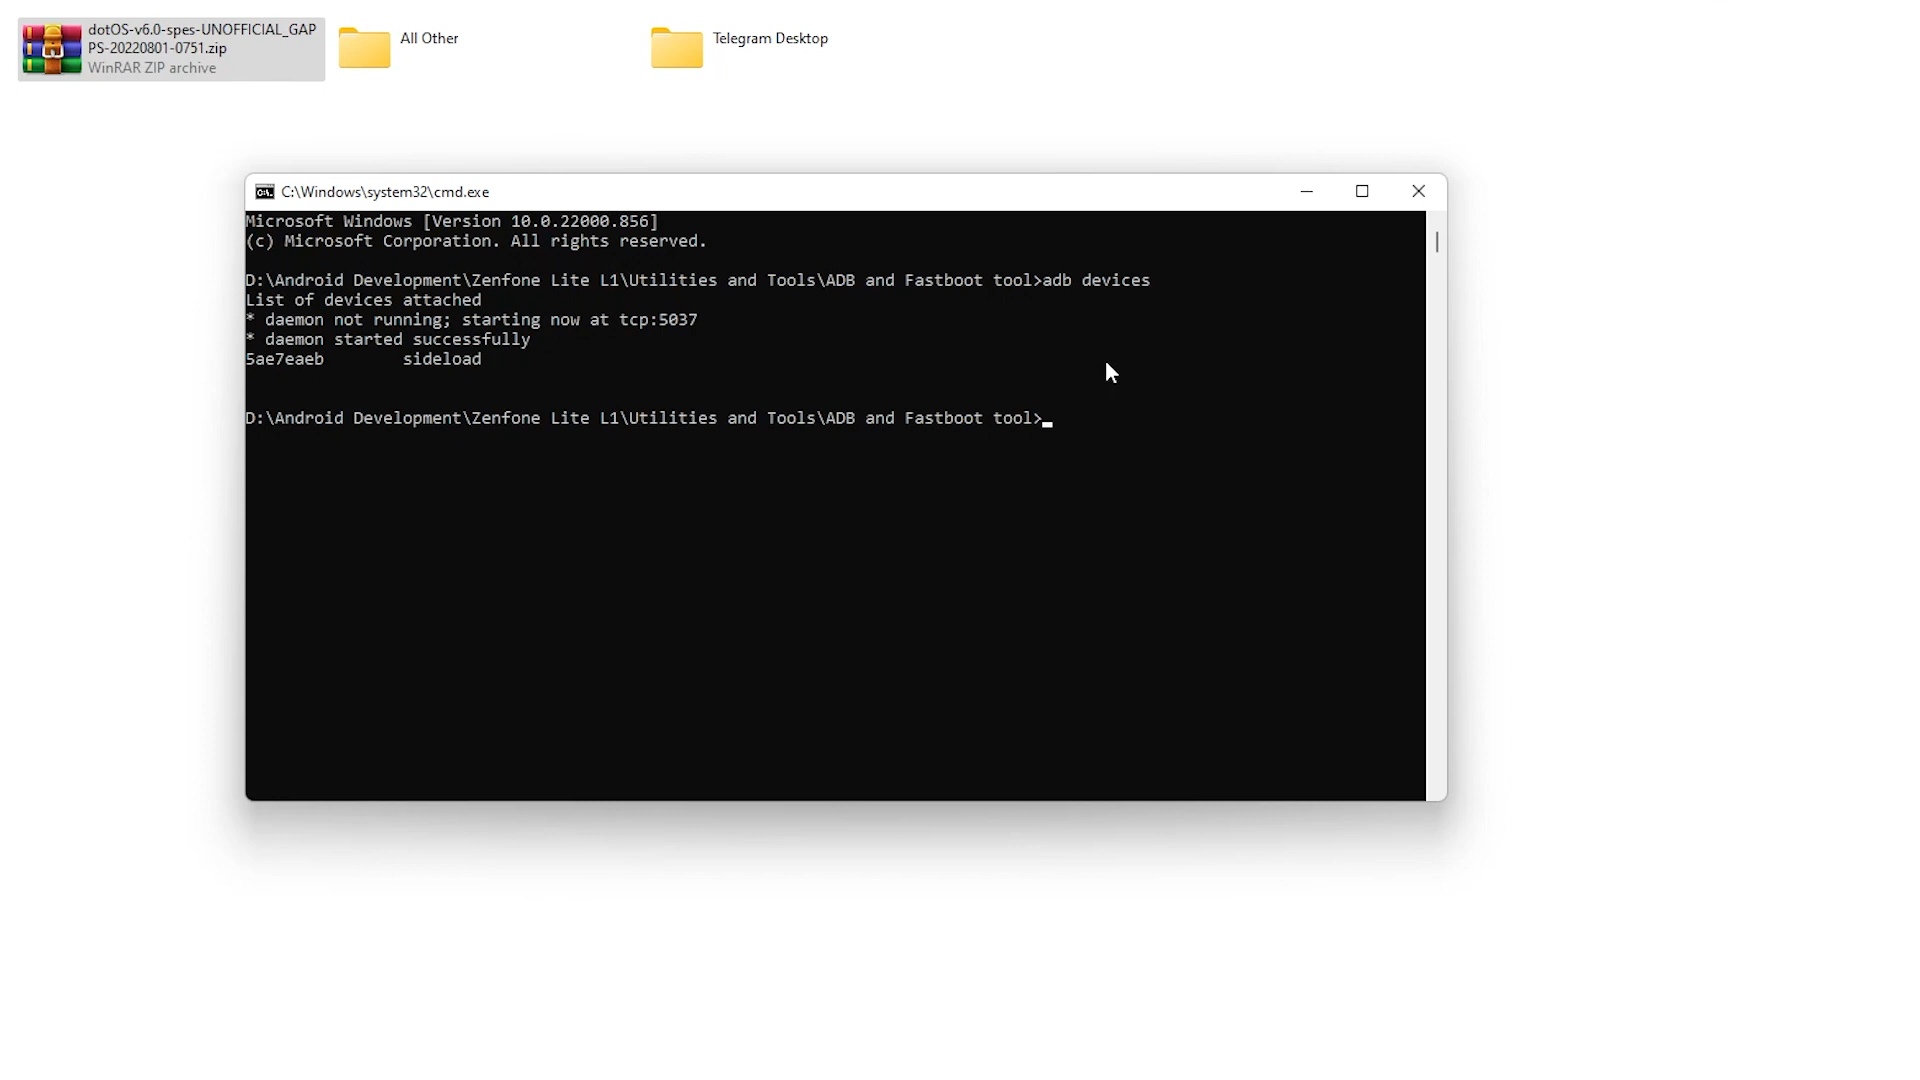 dotOS-v6.0-spes-UNOFFICIAL_GAP
PS-20220801-0751.zip
WinRAR ZIP archive
All Other
Telegram Desktop
C:\Windows\system32\cmd.exe
Microsoft Windows [Version 10.0.22000.856]
(c) Microsoft Corporation. All rights reserved.
D:\Android Development\Zenfone Lite L1\Utilities and Tools\ADB and Fastboot tool>adb devices
List of devices attached
* daemon not running; starting now at tcp:5037
* daemon started successfully
5ae7eaeb        sideload
D:\Android Development\Zenfone Lite L1\Utilities and Tools\ADB and Fastboot tool>